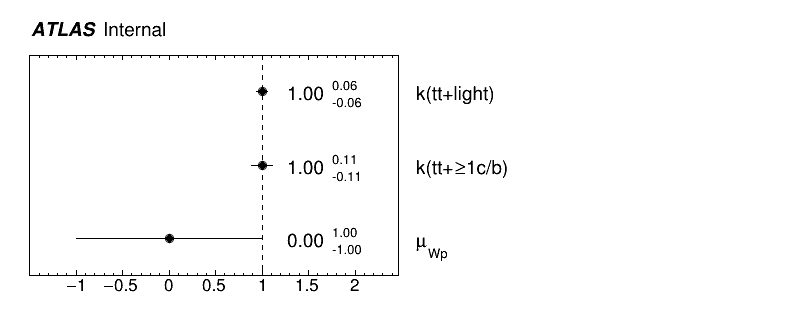 ATLAS Internal
1.00 0.06 -0.06 k(tt+light)
1.00 0.11 -0.11 k(tt+≥1c/b)
0.00 1.00 -1.00 μWp
−1 −0.5 0 0.5 1 1.5 2